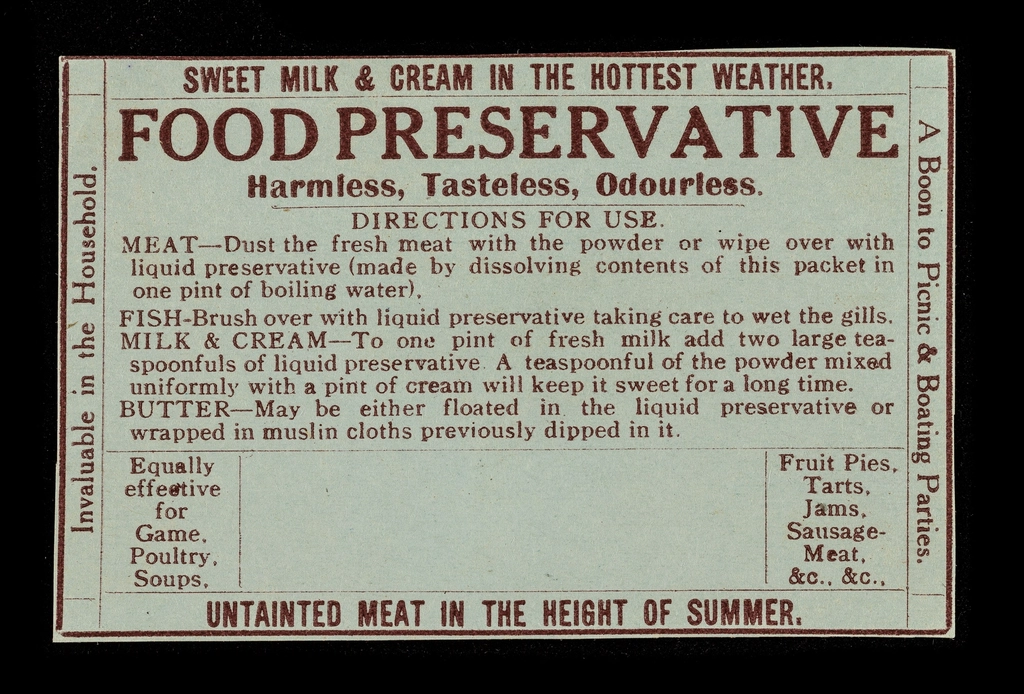 SWEET MILK & CREAM IN THE HOTTEST WEATHER.
FOOD PRESERVATIVE
Harmless, Tasteless, Odourless.
DIRECTIONS FOR USE.
MEAT—Dust the fresh meat with the powder or wipe over with
liquid preservative (made by dissolving contents of this packet in
one pint of boiling water).
FISH-Brush over with liquid preservative taking care to wet the gills.
MILK & CREAM—To one pint of fresh milk add two large tea-
spoonfuls of liquid preservative. A teaspoonful of the powder mixed
uniformly with a pint of cream will keep it sweet for a long time.
BUTTER—May be either floated in the liquid preservative or
wrapped in muslin cloths previously dipped in it.
Equally
effective
for
Game,
Poultry,
Soups,
Fruit Pies,
Tarts,
Jams,
Sausage-
Meat,
&c., &c.,
UNTAINTED MEAT IN THE HEIGHT OF SUMMER.
Invaluable in the Household.
A Boon to Picnic & Boating Parties.